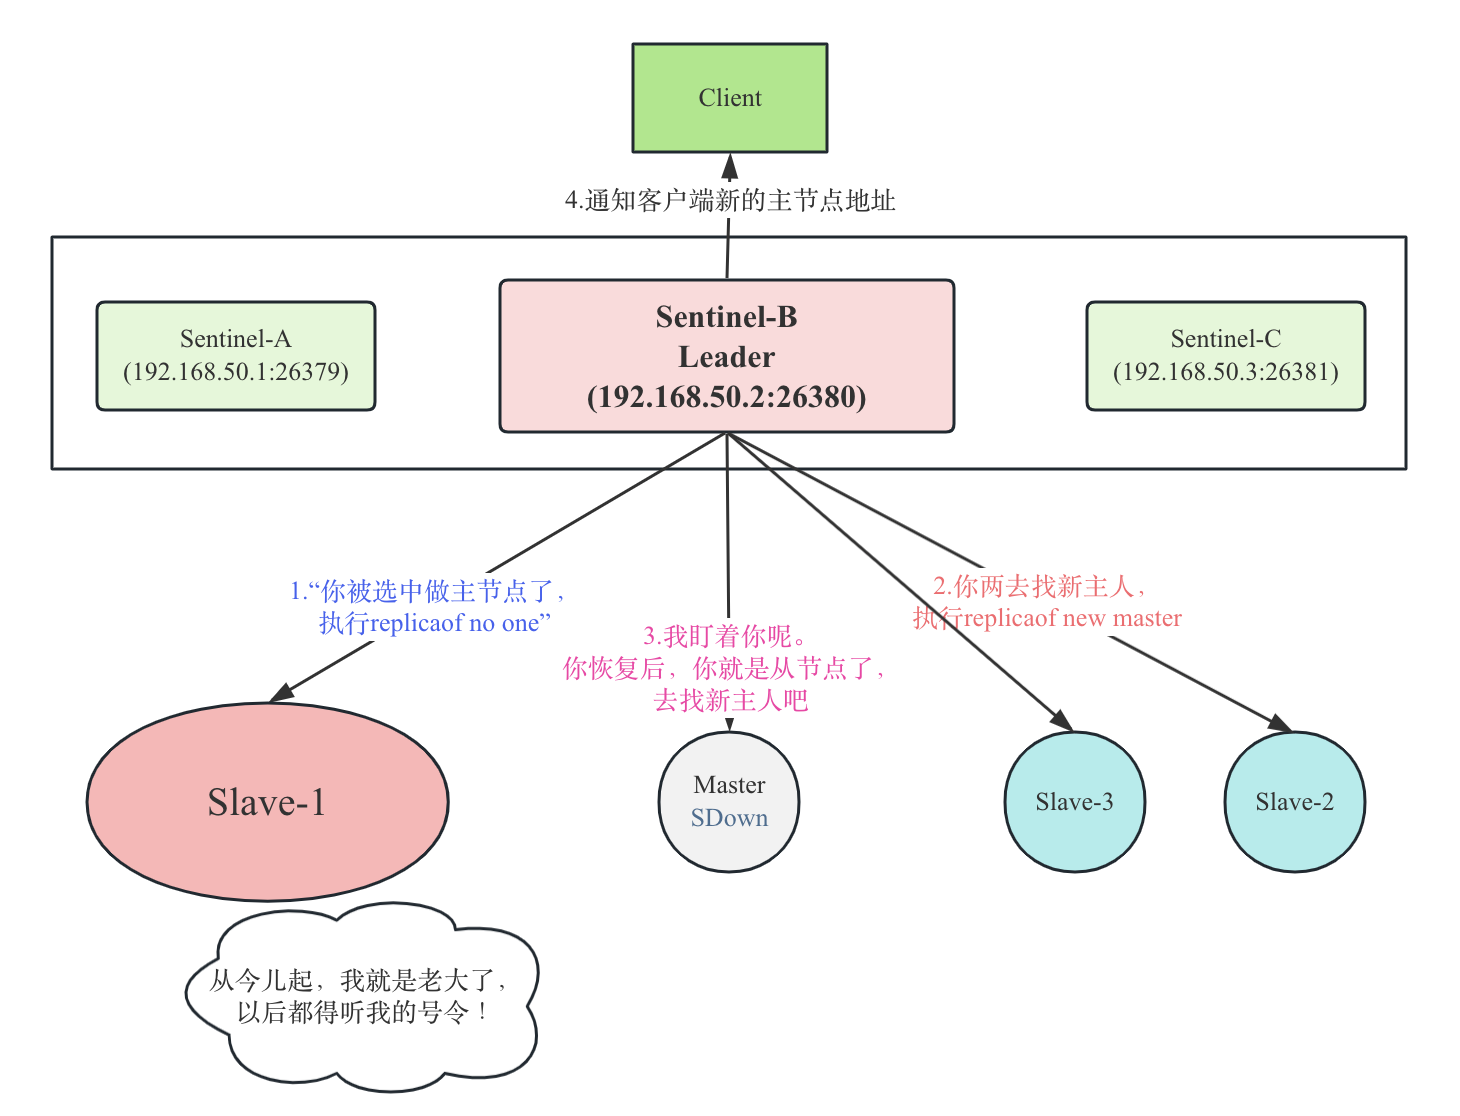 Client
4.通知客户端新的主节点地址
Sentinel-A
(192.168.50.1:26379)
Sentinel-B
Leader
(192.168.50.2:26380)
Sentinel-C
(192.168.50.3:26381)
1.“你被选中做主节点了，
执行replicaof no one”
3.我盯着你呢。
你恢复后，你就是从节点了，
去找新主人吧
2.你两去找新主人，
执行replicaof new master
Slave-1
Master
SDown
Slave-3
Slave-2
从今儿起，我就是老大了，
以后都得听我的号令！